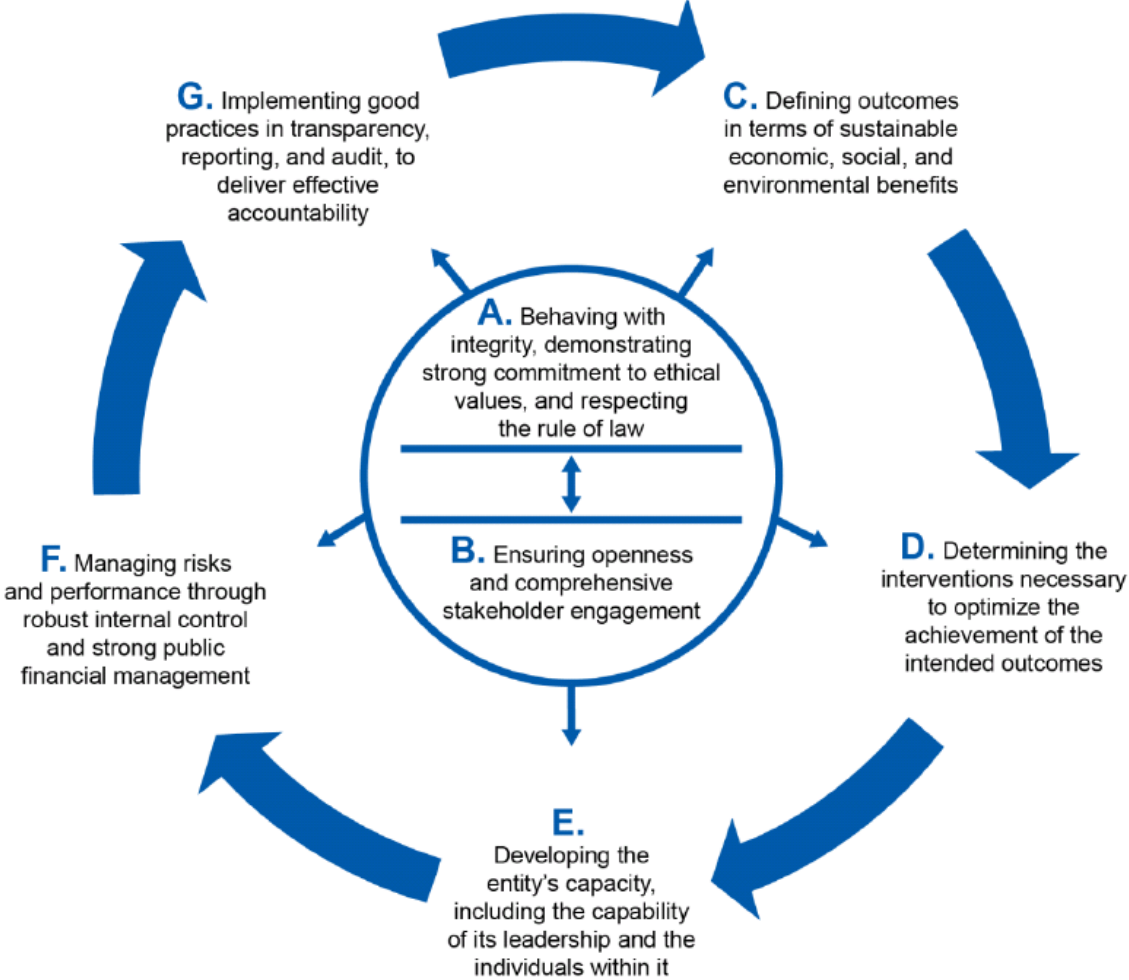 G. Implementing good
practices in transparency,
reporting, and audit, to
deliver effective
accountability
C. Defining outcomes
in terms of sustainable
economic, social, and
environmental benefits
A. Behaving with
integrity, demonstrating
strong commitment to ethical
values, and respecting
the rule of law
B. Ensuring openness
and comprehensive
stakeholder engagement
F. Managing risks
and performance through
robust internal control
and strong public
financial management
D. Determining the
interventions necessary
to optimize the
achievement of the
intended outcomes
E.
Developing the
entity's capacity,
including the capability
of its leadership and the
individuals within it